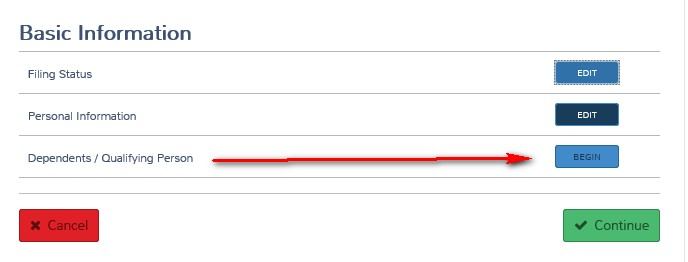 Basic Information
Filing Status
EDIT
Personal Information
EDIT
Dependents / Qualifying Person
BEGIN
Cancel
Continue